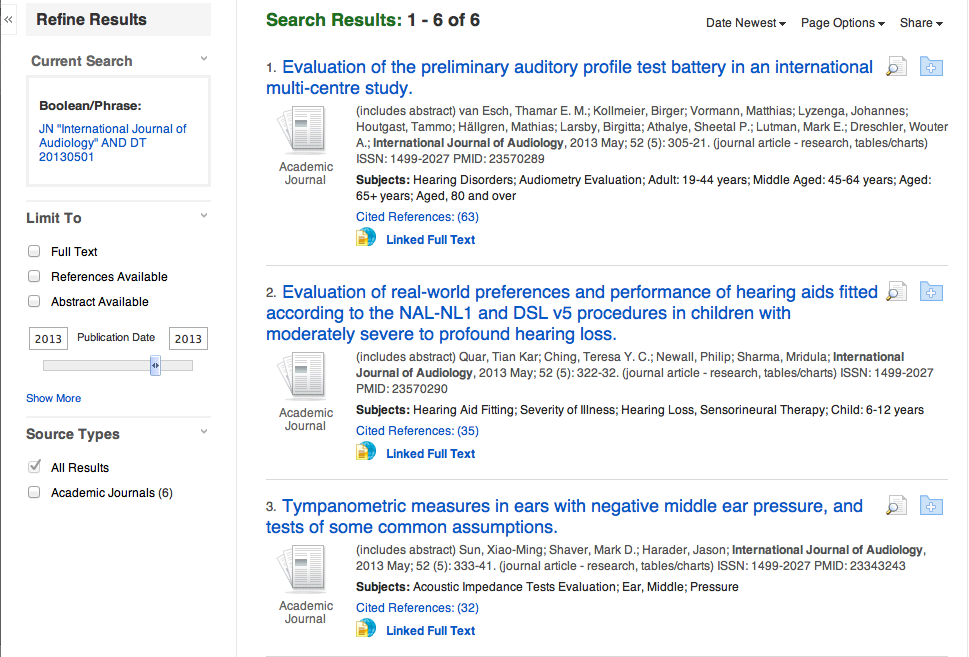 «
Refine Results
Current Search
Boolean/Phrase:
JN "International Journal of
Audiology" AND DT
20130501
Limit To
Full Text
References Available
Abstract Available
2013 Publication Date 2013
Show More
Source Types
All Results
Academic Journals (6)
Search Results: 1 - 6 of 6
Date Newest Page Options Share
1. Evaluation of the preliminary auditory profile test battery in an international
multi-centre study.
Academic
Journal
(includes abstract) van Esch, Thamar E. M.; Kollmeier, Birger; Vormann, Matthias; Lyzenga, Johannes;
Houtgast, Tammo; Hällgren, Mathias; Larsby, Birgitta; Athalye, Sheetal P.; Lutman, Mark E.; Dreschler, Wouter
A.; International Journal of Audiology, 2013 May; 52 (5): 305-21. (journal article - research, tables/charts)
ISSN: 1499-2027 PMID: 23570289
Subjects: Hearing Disorders; Audiometry Evaluation; Adult: 19-44 years; Middle Aged: 45-64 years; Aged:
65+ years; Aged, 80 and over
Cited References: (63)
Linked Full Text
2. Evaluation of real-world preferences and performance of hearing aids fitted
according to the NAL-NL1 and DSL v5 procedures in children with
moderately severe to profound hearing loss.
Academic
Journal
(includes abstract) Quar, Tian Kar; Ching, Teresa Y. C.; Newall, Philip; Sharma, Mridula; International
Journal of Audiology, 2013 May; 52 (5): 322-32. (journal article - research, tables/charts) ISSN: 1499-2027
PMID: 23570290
Subjects: Hearing Aid Fitting; Severity of Illness; Hearing Loss, Sensorineural Therapy; Child: 6-12 years
Cited References: (35)
Linked Full Text
3. Tympanometric measures in ears with negative middle ear pressure, and
tests of some common assumptions.
Academic
Journal
(includes abstract) Sun, Xiao-Ming; Shaver, Mark D.; Harader, Jason; International Journal of Audiology,
2013 May; 52 (5): 333-41. (journal article - research, tables/charts) ISSN: 1499-2027 PMID: 23343243
Subjects: Acoustic Impedance Tests Evaluation; Ear, Middle; Pressure
Cited References: (32)
Linked Full Text